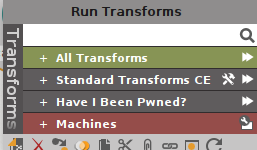 Run Transforms
Transforms
+ All Transforms
+ Standard Transforms CE
+ Have I Been Pwned?
+ Machines